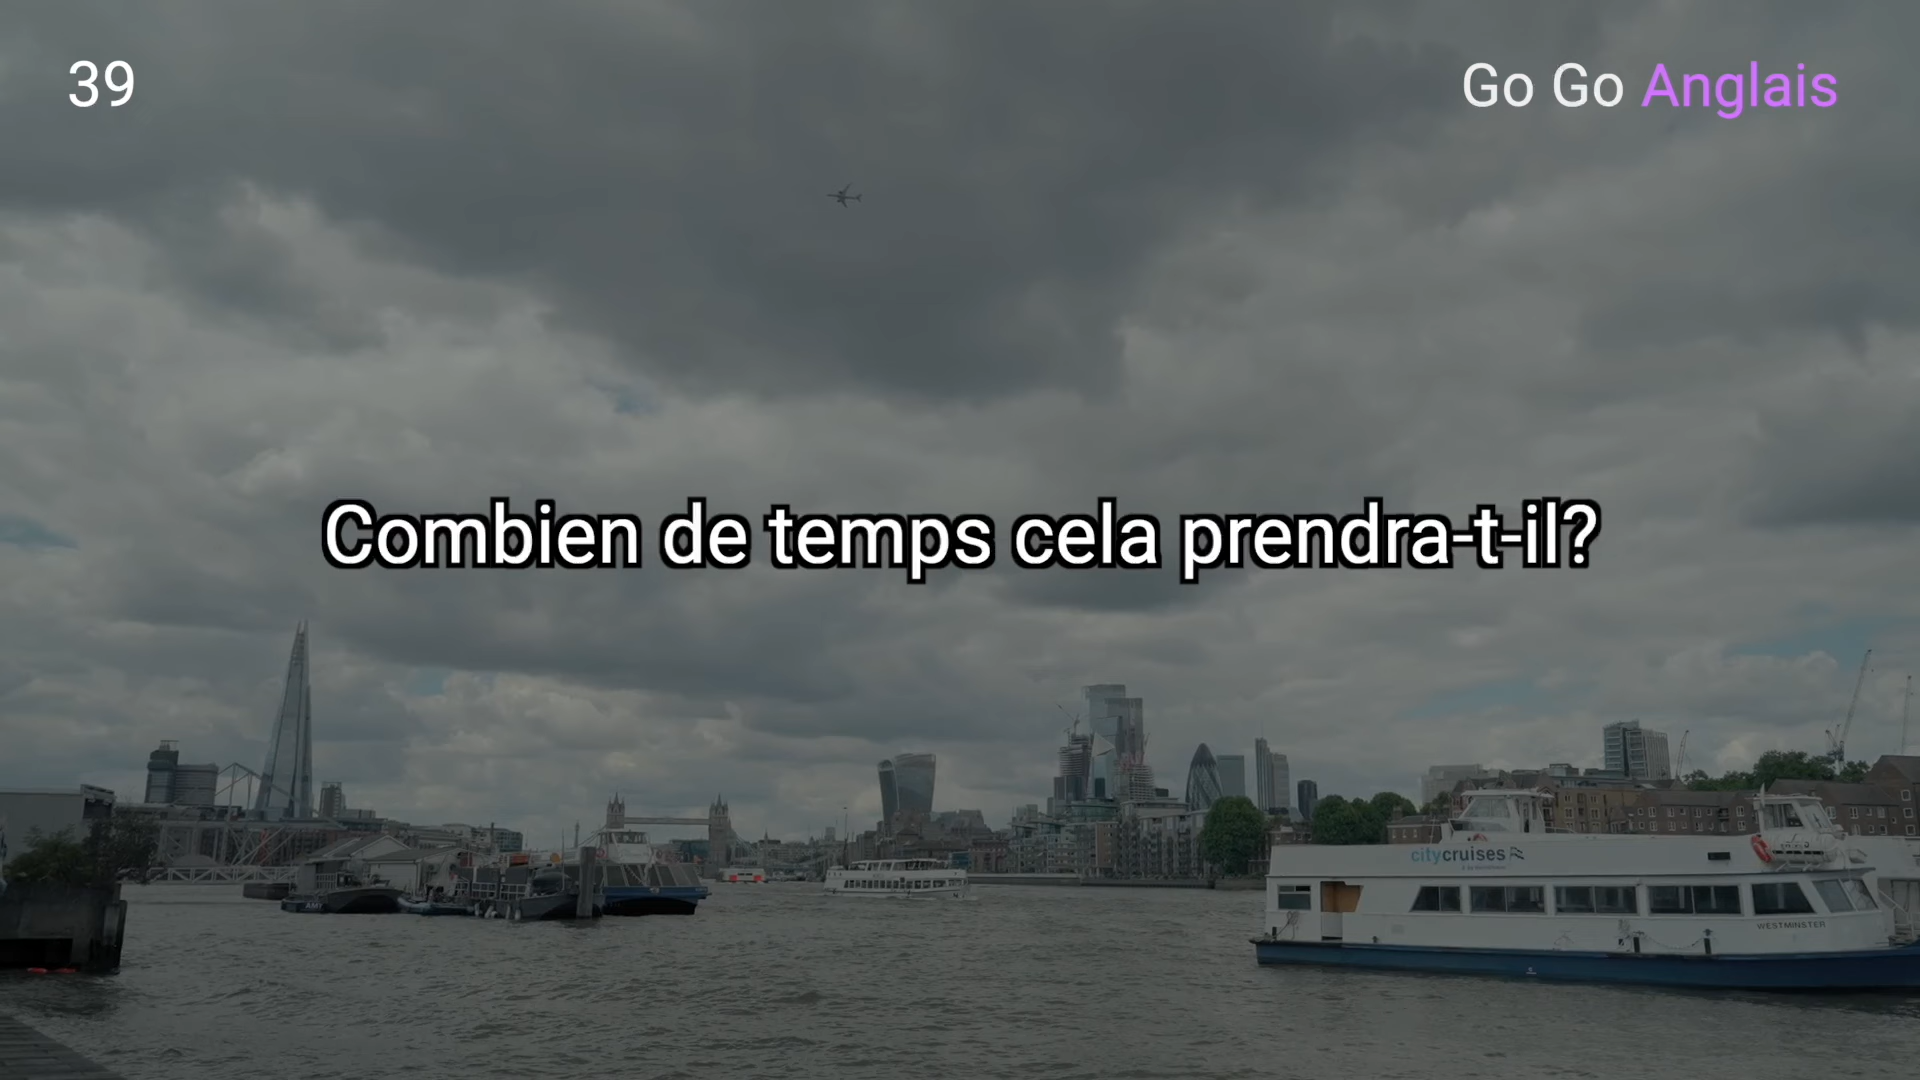 39
Go Go Anglais
Combien de temps cela prendra-t-il?
citycruises
WESTMINSTER